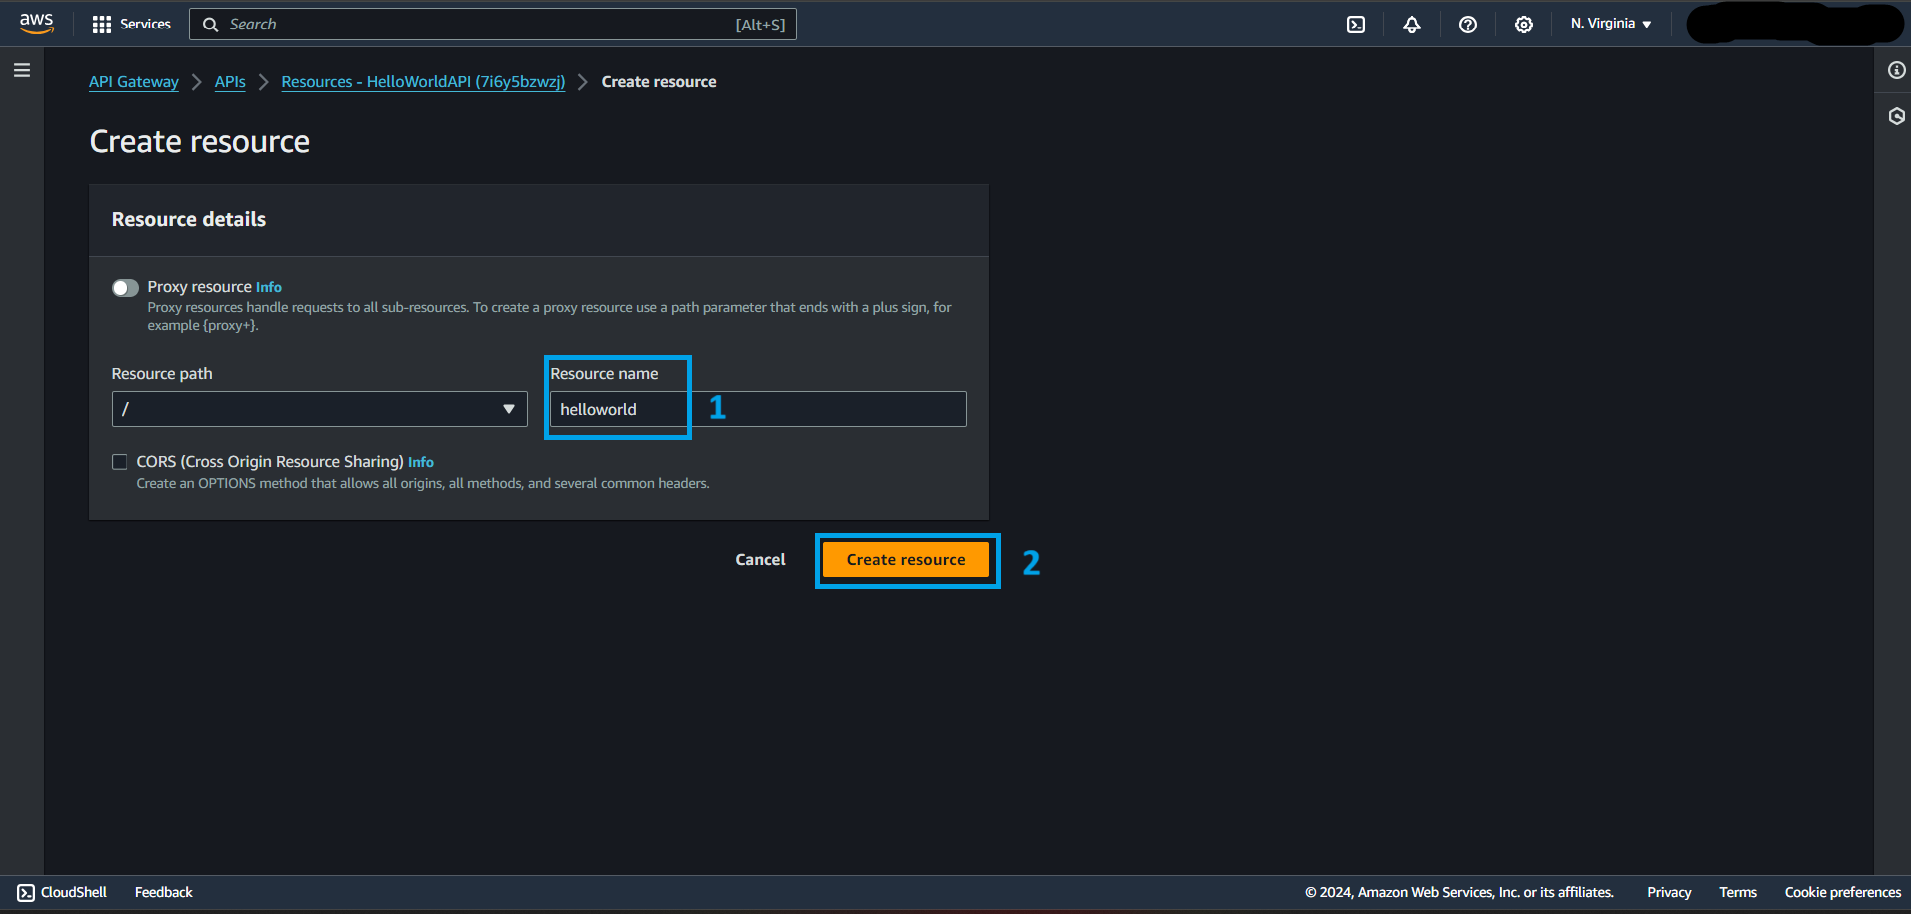 aws Services Search [Alt+S] N. Virginia
API Gateway APIs Resources - HelloWorldAPI (7i6y5bzwzj) Create resource
Create resource
Resource details
Proxy resource Info
Proxy resources handle requests to all sub-resources. To create a proxy resource use a path parameter that ends with a plus sign, for
example {proxy+}.
Resource path Resource name
/ helloworld 1
CORS (Cross Origin Resource Sharing) Info
Create an OPTIONS method that allows all origins, all methods, and several common headers.
Cancel Create resource 2
CloudShell Feedback © 2024, Amazon Web Services, Inc. or its affiliates. Privacy Terms Cookie preferences